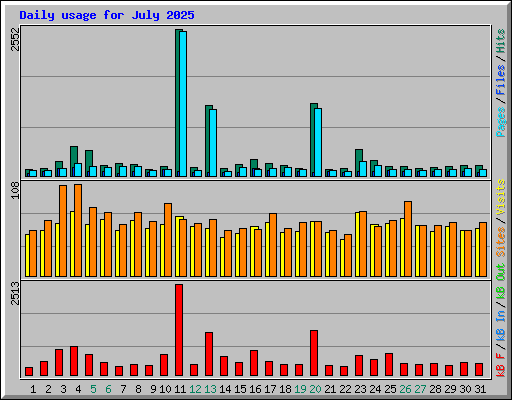 Daily usage for July 2025
2552
Pages / Files / Hits
108
Sites / Visits
2513
kB F / kB In / kB Out
1 2 3 4 5 6 7 8 9 10 11 12 13 14 15 16 17 18 19 20 21 22 23 24 25 26 27 28 29 30 31